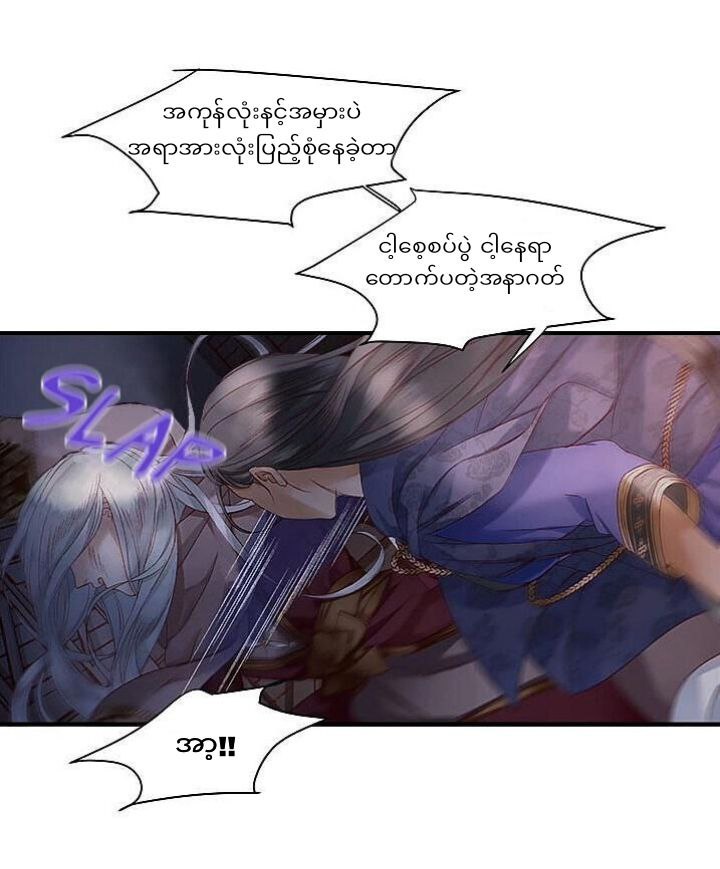 အကုန်လုံးနင့်အမှားပဲ
အရာအားလုံးပြည့်စုံနေခဲ့တာ
ငါ့စေ့စပ်ပွဲ ငါ့နေရာ
တောက်ပတဲ့အနာဂတ်
SLAP
အာ့!!